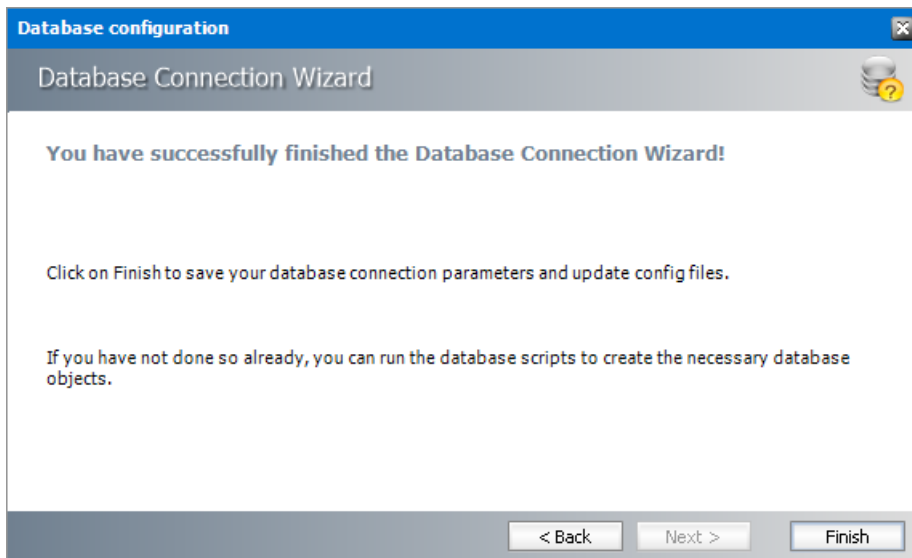 Database configuration
Database Connection Wizard
You have successfully finished the Database Connection Wizard!
Click on Finish to save your database connection parameters and update config files.
If you have not done so already, you can run the database scripts to create the necessary database
objects.
< Back
Next >
Finish